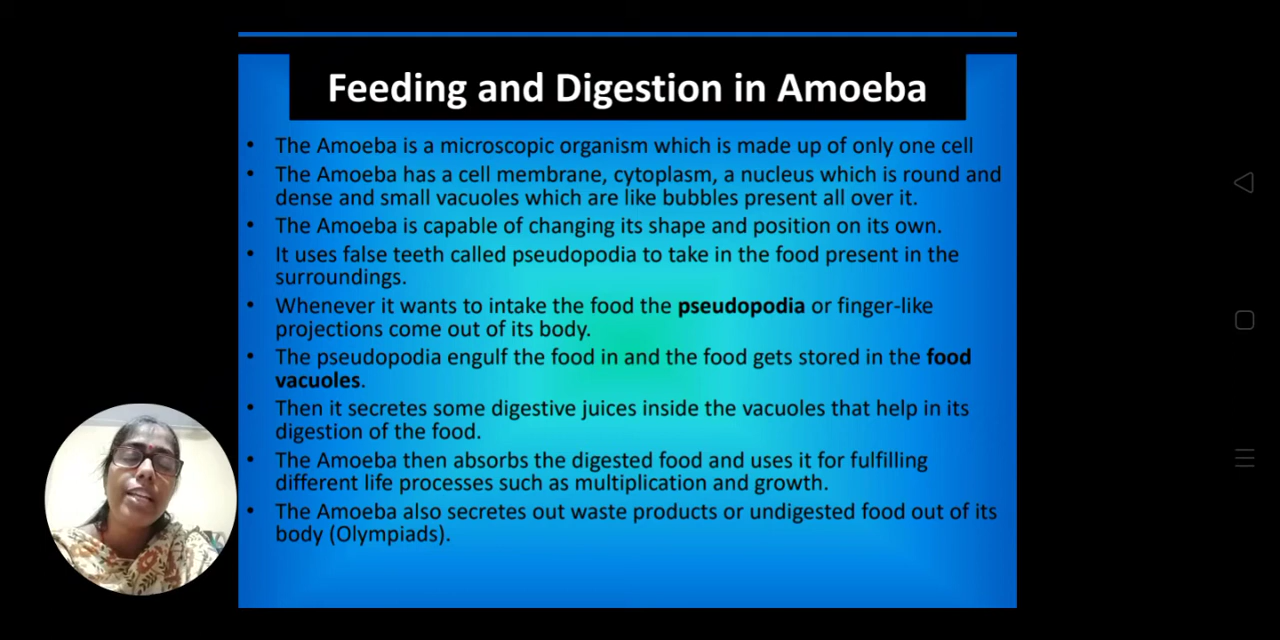 Feeding and Digestion in Amoeba
• The Amoeba is a microscopic organism which is made up of only one cell
• The Amoeba has a cell membrane, cytoplasm, a nucleus which is round and
dense and small vacuoles which are like bubbles present all over it.
• The Amoeba is capable of changing its shape and position on its own.
• It uses false teeth called pseudopodia to take in the food present in the
surroundings.
• Whenever it wants to intake the food the pseudopodia or finger-like
projections come out of its body.
• The pseudopodia engulf the food in and the food gets stored in the food
vacuoles.
• Then it secretes some digestive juices inside the vacuoles that help in its
digestion of the food.
• The Amoeba then absorbs the digested food and uses it for fulfilling
different life processes such as multiplication and growth.
• The Amoeba also secretes out waste products or undigested food out of its
body (Olympiads).